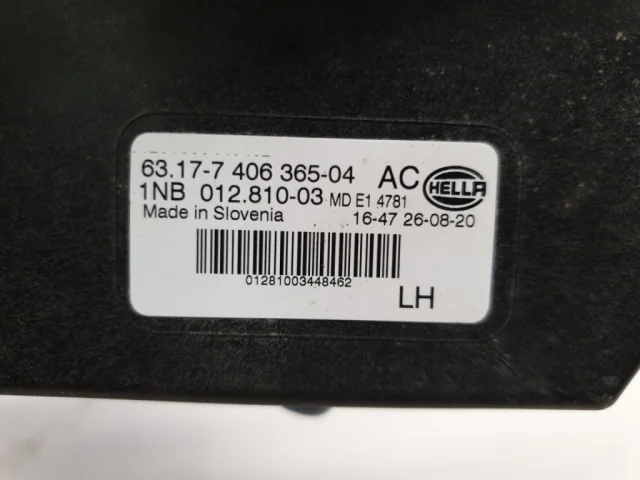 63.17-7 406 365-04 AC HELLA
1NB 012.810-03 MD E1 4781
Made in Slovenia 16-47 26-08-20
01281003448462
LH